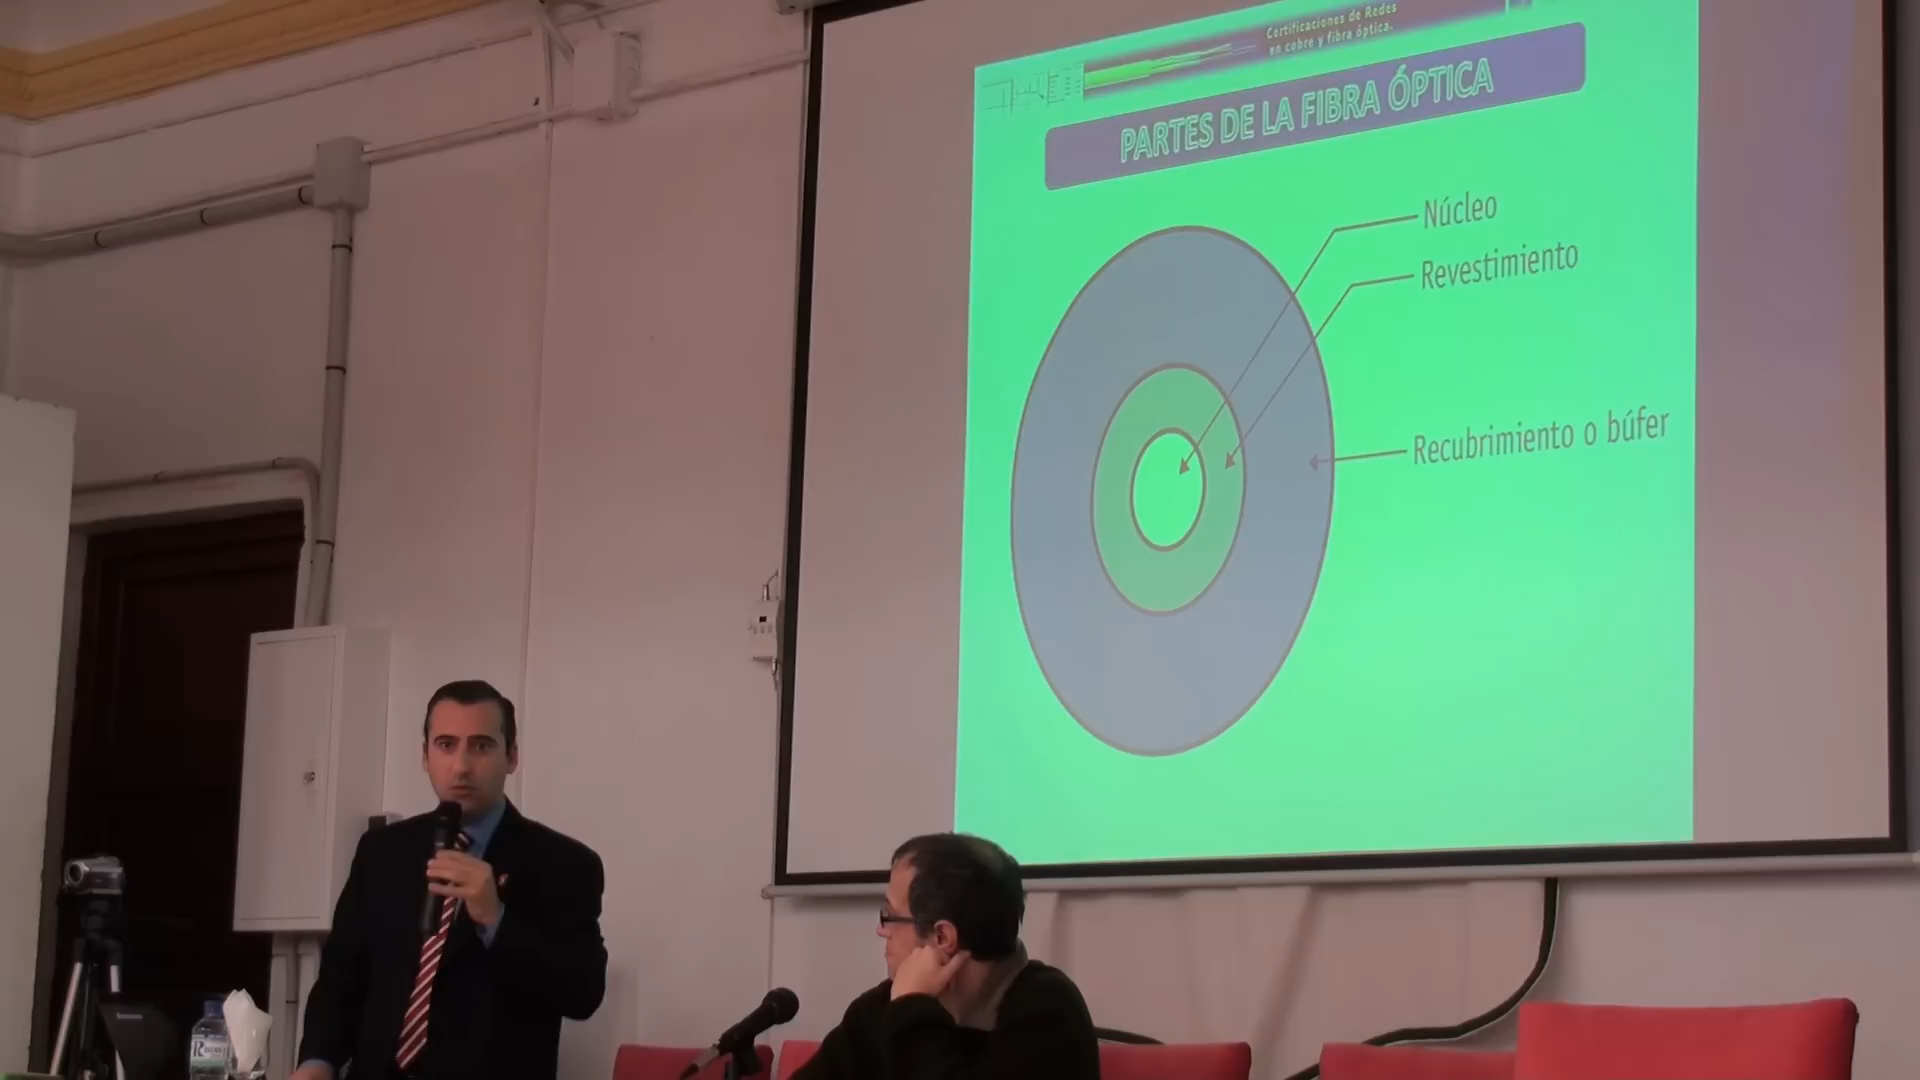 Certificaciones de Redes
en cobre y fibra óptica.
PARTES DE LA FIBRA ÓPTICA
Núcleo
Revestimiento
Recubrimiento o búfer